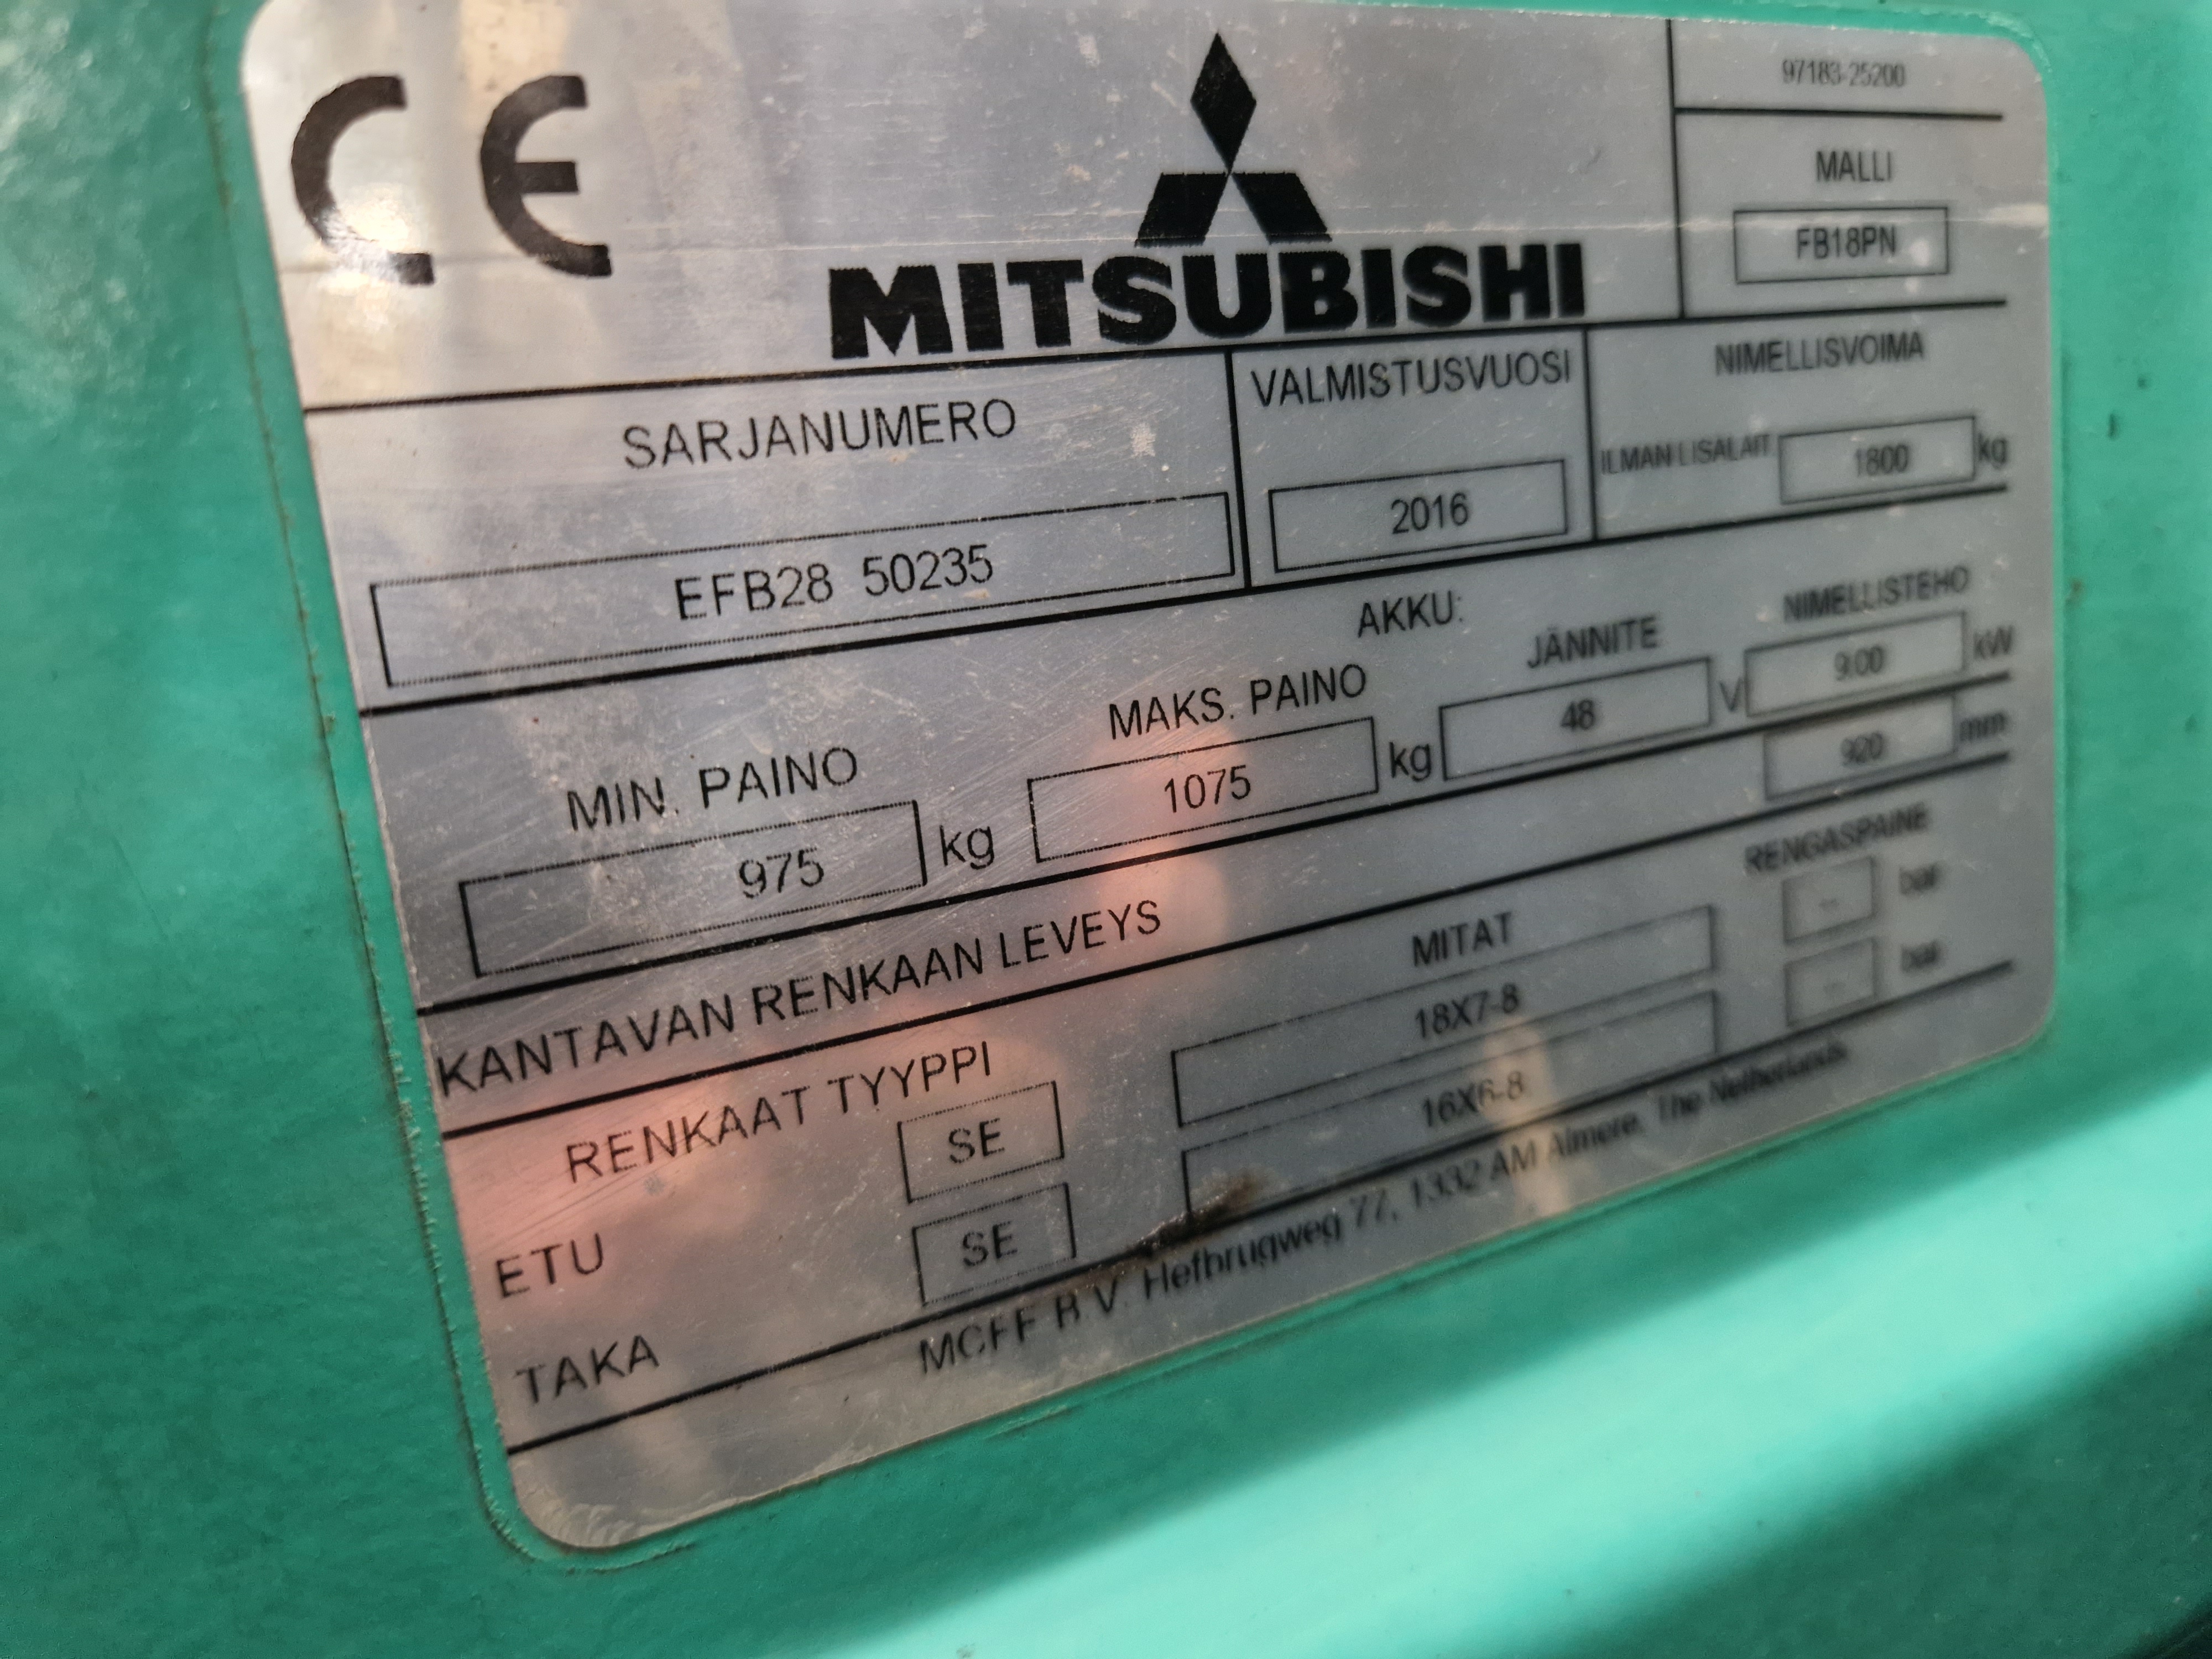 CE
MITSUBISHI
97183-25200
MALLI
FB18PN
SARJANUMERO
EFB28 50235
VALMISTUSVUOSI
2016
NIMELLISVOIMA
ILMAN LISALAIT 1800 kg
AKKU:
MIN. PAINO
975 kg
MAKS. PAINO
1075 kg
JÄNNITE
48 V
NIMELLISTEHO
9.00 kW
KANTAVAN RENKAAN LEVEYS 920 mm
RENKAAT TYYPPI MITAT RENGASPAINE
ETU SE 18X7-8 -- bar
TAKA SE 16X6-8 -- bar
MCFE B.V. Hefbrugweg 77, 1332 AM Almere, The Netherlands